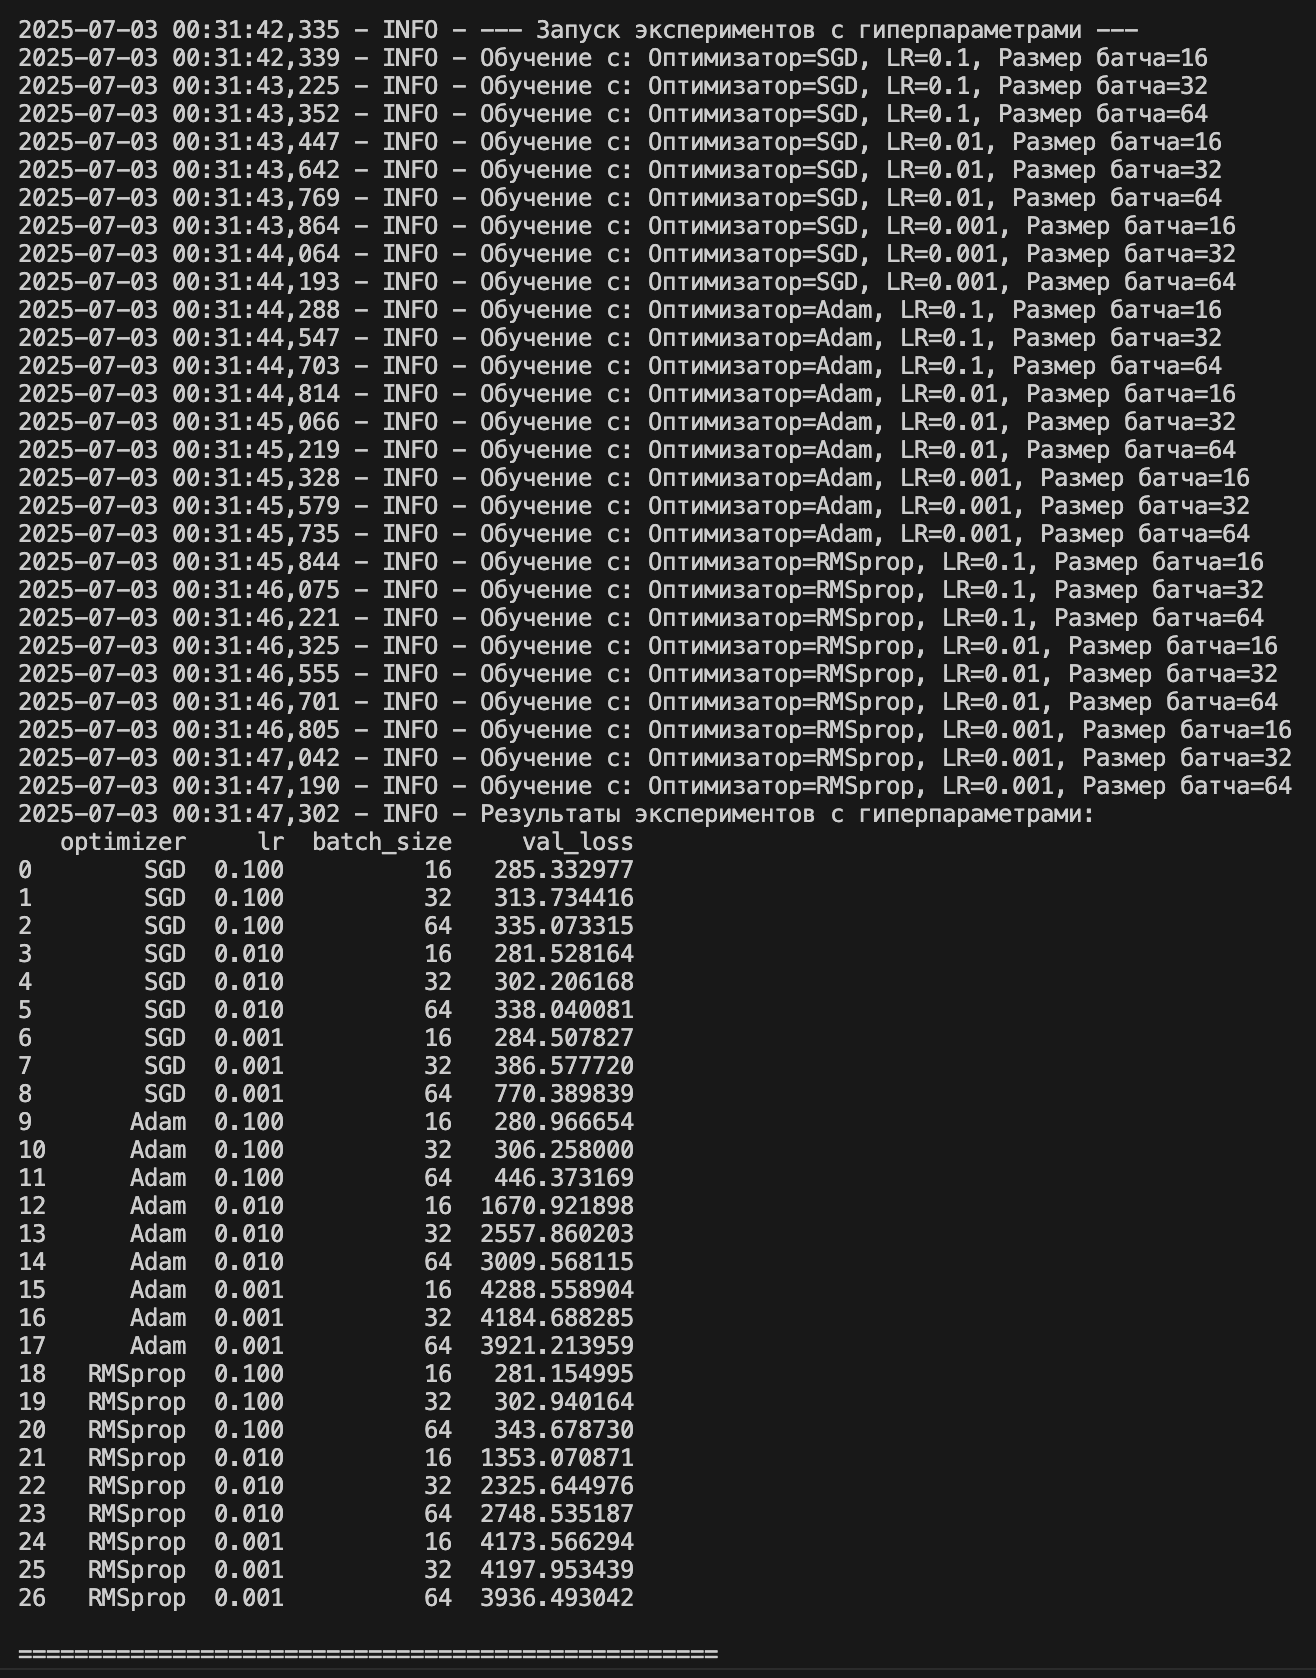 2025-07-03 00:31:42,335 - INFO - --- Запуск экспериментов с гиперпараметрами ---
2025-07-03 00:31:42,339 - INFO - Обучение с: Оптимизатор=SGD, LR=0.1, Размер батча=16
2025-07-03 00:31:43,225 - INFO - Обучение с: Оптимизатор=SGD, LR=0.1, Размер батча=32
2025-07-03 00:31:43,352 - INFO - Обучение с: Оптимизатор=SGD, LR=0.1, Размер батча=64
2025-07-03 00:31:43,447 - INFO - Обучение с: Оптимизатор=SGD, LR=0.01, Размер батча=16
2025-07-03 00:31:43,642 - INFO - Обучение с: Оптимизатор=SGD, LR=0.01, Размер батча=32
2025-07-03 00:31:43,769 - INFO - Обучение с: Оптимизатор=SGD, LR=0.01, Размер батча=64
2025-07-03 00:31:43,864 - INFO - Обучение с: Оптимизатор=SGD, LR=0.001, Размер батча=16
2025-07-03 00:31:44,064 - INFO - Обучение с: Оптимизатор=SGD, LR=0.001, Размер батча=32
2025-07-03 00:31:44,193 - INFO - Обучение с: Оптимизатор=SGD, LR=0.001, Размер батча=64
2025-07-03 00:31:44,288 - INFO - Обучение с: Оптимизатор=Adam, LR=0.1, Размер батча=16
2025-07-03 00:31:44,547 - INFO - Обучение с: Оптимизатор=Adam, LR=0.1, Размер батча=32
2025-07-03 00:31:44,703 - INFO - Обучение с: Оптимизатор=Adam, LR=0.1, Размер батча=64
2025-07-03 00:31:44,814 - INFO - Обучение с: Оптимизатор=Adam, LR=0.01, Размер батча=16
2025-07-03 00:31:45,066 - INFO - Обучение с: Оптимизатор=Adam, LR=0.01, Размер батча=32
2025-07-03 00:31:45,219 - INFO - Обучение с: Оптимизатор=Adam, LR=0.01, Размер батча=64
2025-07-03 00:31:45,328 - INFO - Обучение с: Оптимизатор=Adam, LR=0.001, Размер батча=16
2025-07-03 00:31:45,579 - INFO - Обучение с: Оптимизатор=Adam, LR=0.001, Размер батча=32
2025-07-03 00:31:45,735 - INFO - Обучение с: Оптимизатор=Adam, LR=0.001, Размер батча=64
2025-07-03 00:31:45,844 - INFO - Обучение с: Оптимизатор=RMSprop, LR=0.1, Размер батча=16
2025-07-03 00:31:46,075 - INFO - Обучение с: Оптимизатор=RMSprop, LR=0.1, Размер батча=32
2025-07-03 00:31:46,221 - INFO - Обучение с: Оптимизатор=RMSprop, LR=0.1, Размер батча=64
2025-07-03 00:31:46,325 - INFO - Обучение с: Оптимизатор=RMSprop, LR=0.01, Размер батча=16
2025-07-03 00:31:46,555 - INFO - Обучение с: Оптимизатор=RMSprop, LR=0.01, Размер батча=32
2025-07-03 00:31:46,701 - INFO - Обучение с: Оптимизатор=RMSprop, LR=0.01, Размер батча=64
2025-07-03 00:31:46,805 - INFO - Обучение с: Оптимизатор=RMSprop, LR=0.001, Размер батча=16
2025-07-03 00:31:47,042 - INFO - Обучение с: Оптимизатор=RMSprop, LR=0.001, Размер батча=32
2025-07-03 00:31:47,190 - INFO - Обучение с: Оптимизатор=RMSprop, LR=0.001, Размер батча=64
2025-07-03 00:31:47,302 - INFO - Результаты экспериментов с гиперпараметрами:
   optimizer     lr  batch_size     val_loss
0        SGD  0.100          16   285.332977
1        SGD  0.100          32   313.734416
2        SGD  0.100          64   335.073315
3        SGD  0.010          16   281.528164
4        SGD  0.010          32   302.206168
5        SGD  0.010          64   338.040081
6        SGD  0.001          16   284.507827
7        SGD  0.001          32   386.577720
8        SGD  0.001          64   770.389839
9       Adam  0.100          16   280.966654
10      Adam  0.100          32   306.258000
11      Adam  0.100          64   446.373169
12      Adam  0.010          16  1670.921898
13      Adam  0.010          32  2557.860203
14      Adam  0.010          64  3009.568115
15      Adam  0.001          16  4288.558904
16      Adam  0.001          32  4184.688285
17      Adam  0.001          64  3921.213959
18   RMSprop  0.100          16   281.154995
19   RMSprop  0.100          32   302.940164
20   RMSprop  0.100          64   343.678730
21   RMSprop  0.010          16  1353.070871
22   RMSprop  0.010          32  2325.644976
23   RMSprop  0.010          64  2748.535187
24   RMSprop  0.001          16  4173.566294
25   RMSprop  0.001          32  4197.953439
26   RMSprop  0.001          64  3936.493042
==================================================